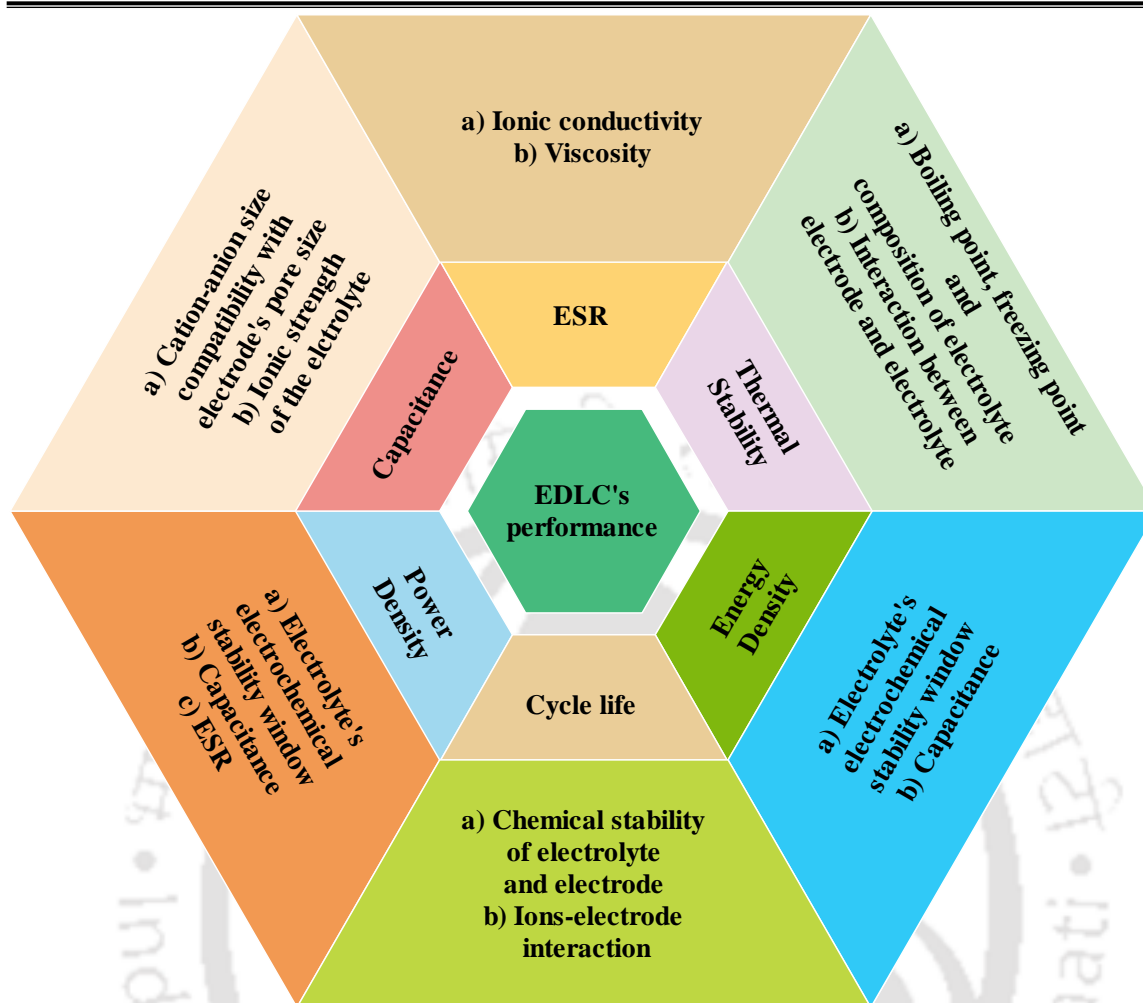 a) Ionic conductivity
b) Viscosity
a) Cation-anion size
compatibility with
electrode's pore size
b) Ionic strength
of the elctrolyte
a) Boiling point, freezing point
and
composition of electrolyte
b) Interaction between
electrode and electrolyte
ESR
Capacitance
Thermal
Stability
EDLC's
performance
Power
Density
Energy
Density
Cycle life
a) Electrolyte's
electrochemical
stability window
b) Capacitance
c) ESR
a) Electrolyte's
electrochemical
stability window
b) Capacitance
a) Chemical stability
of electrolyte
and electrode
b) Ions-electrode
interaction